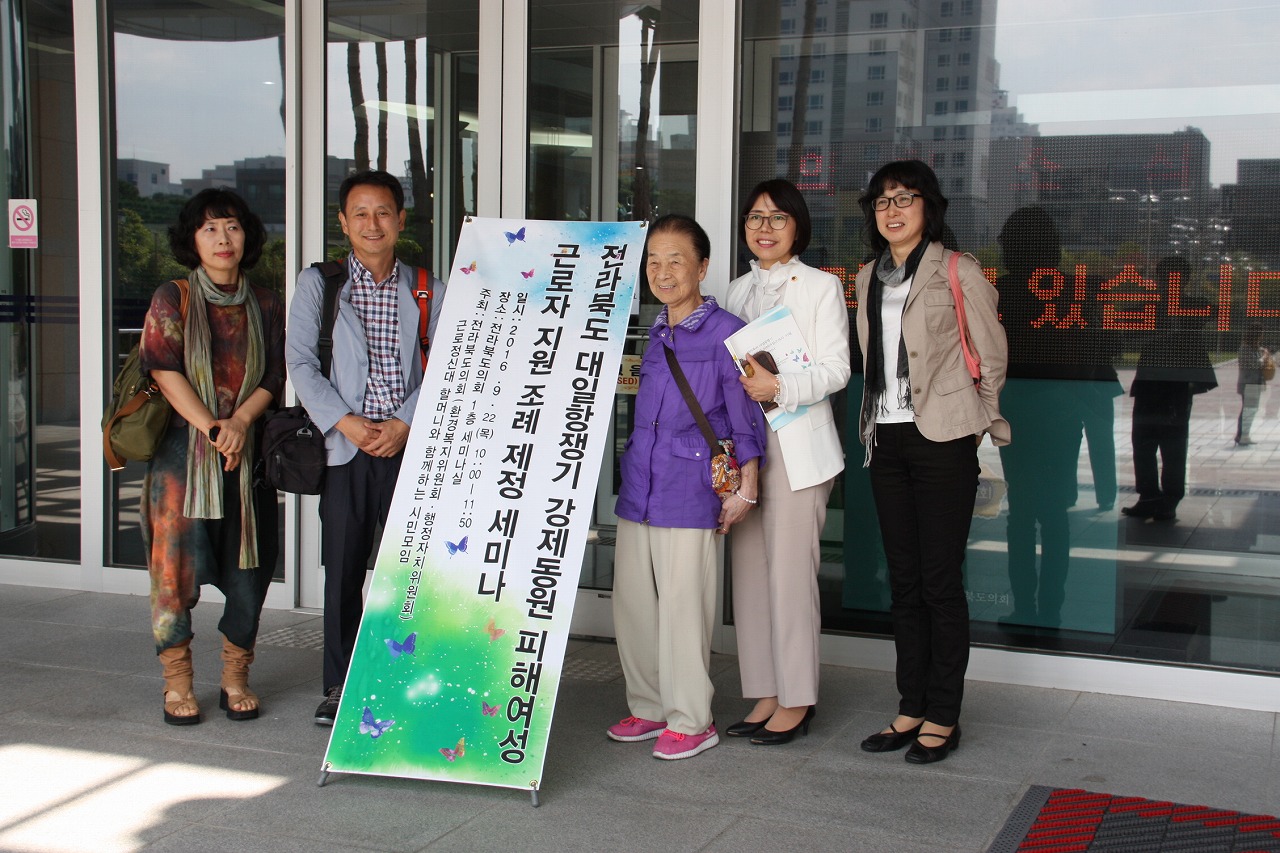 전라북도 대일항쟁기 강제동원 피해여성
근로자 지원 조례 제정 세미나
일시 : 2016. 9. 22(목) 10:00-11:50
장소 : 전라북도의회 1층 세미나실
주최 : 전라북도의회(환경복지위원회·행정자치위원회)
근로정신대 할머니와 함께하는 시민모임
고 있습니다
북도의회